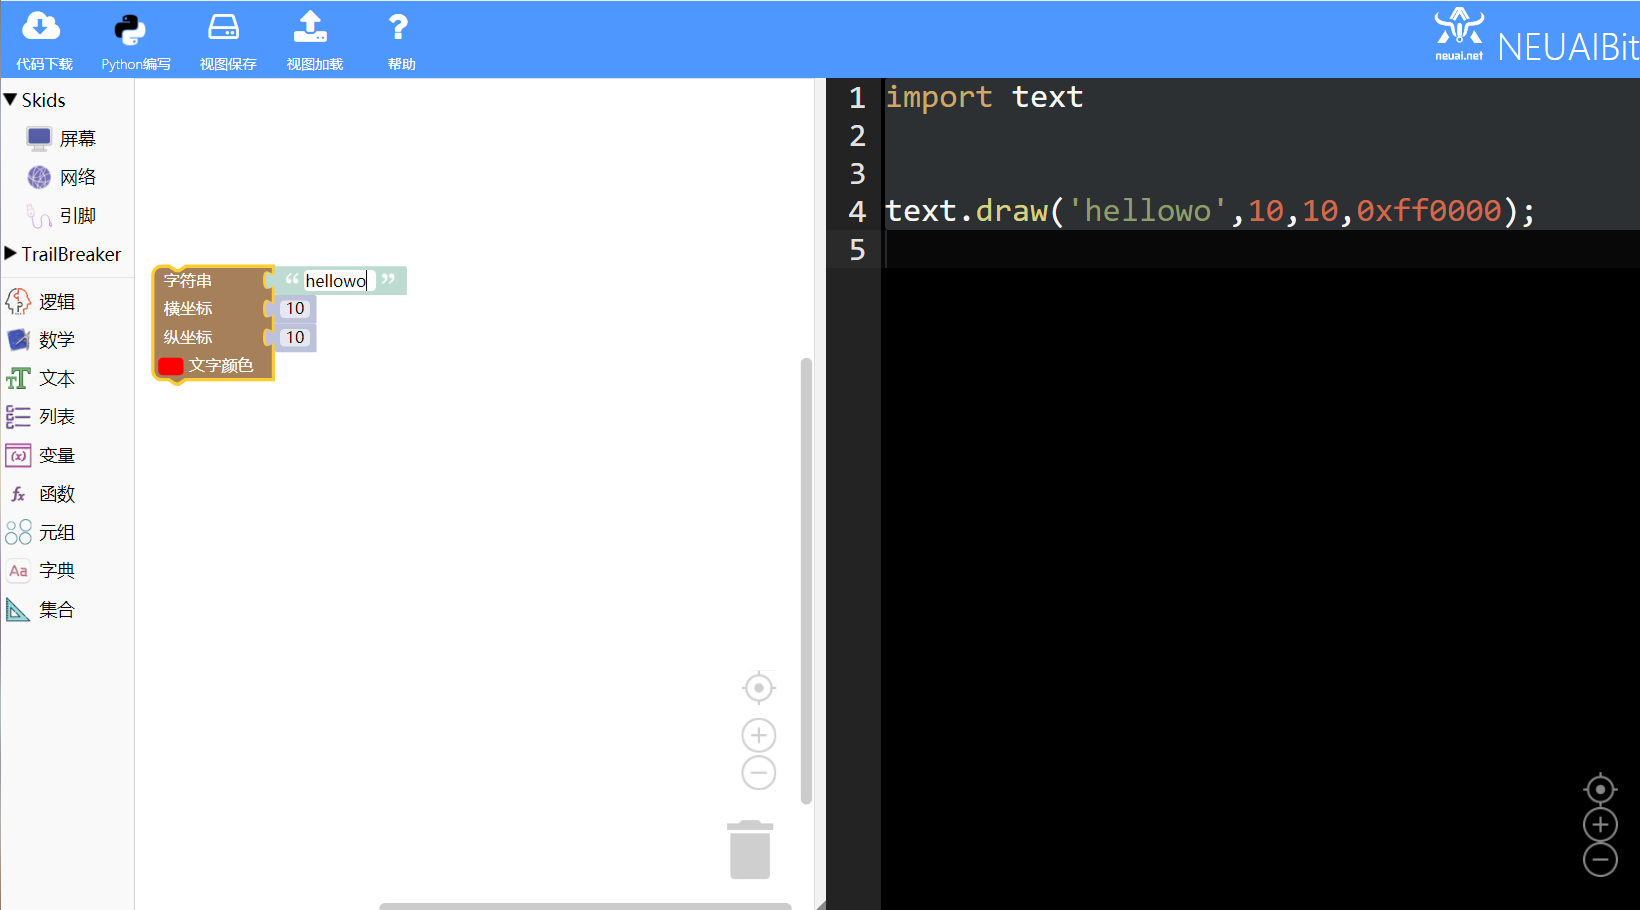 代码下载
Python编写
视图保存
视图加载
帮助
neuai.net
NEUAIBit
Skids
屏幕
网络
引脚
TrailBreaker
逻辑
数学
文本
列表
变量
函数
元组
Aa 字典
集合
字符串 “ hellowo ”
横坐标 10
纵坐标 10
文字颜色
1 import text
2
3
4 text.draw('hellowo',10,10,0xff0000);
5